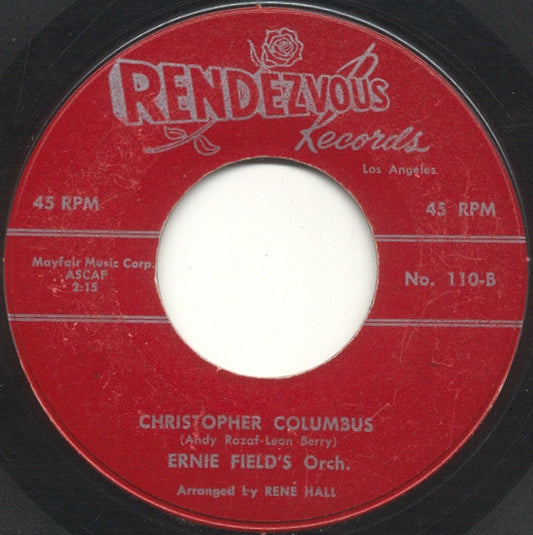 RENDEZVOUS
Records
Los Angeles.
45 RPM
45 RPM
Mayfair Music Corp.
ASCAP
2:15
No. 110-B
CHRISTOPHER COLUMBUS
(Andy Razaf-Leon Berry)
ERNIE FIELD'S Orch.
Arranged by RENÉ HALL